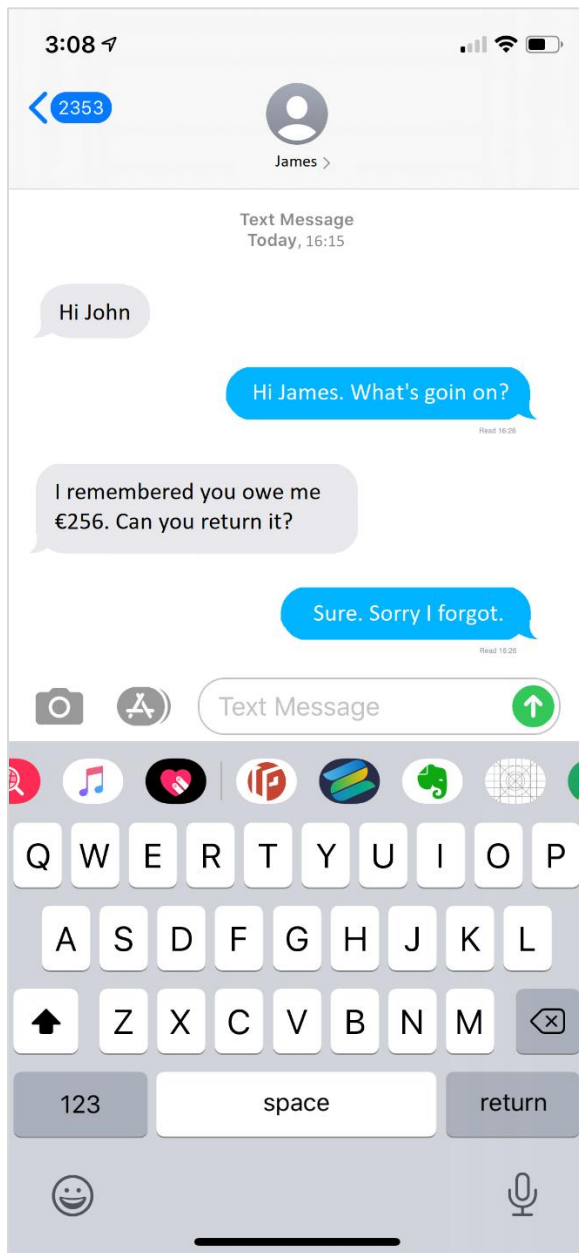 3:08
2353
James >
Text Message
Today, 16:15
Hi John
Hi James. What's goin on?
Read 16:26
I remembered you owe me
€256. Can you return it?
Sure. Sorry I forgot.
Read 16:26
Text Message
Q W E R T Y U I O P
A S D F G H J K L
Z X C V B N M
123 space return